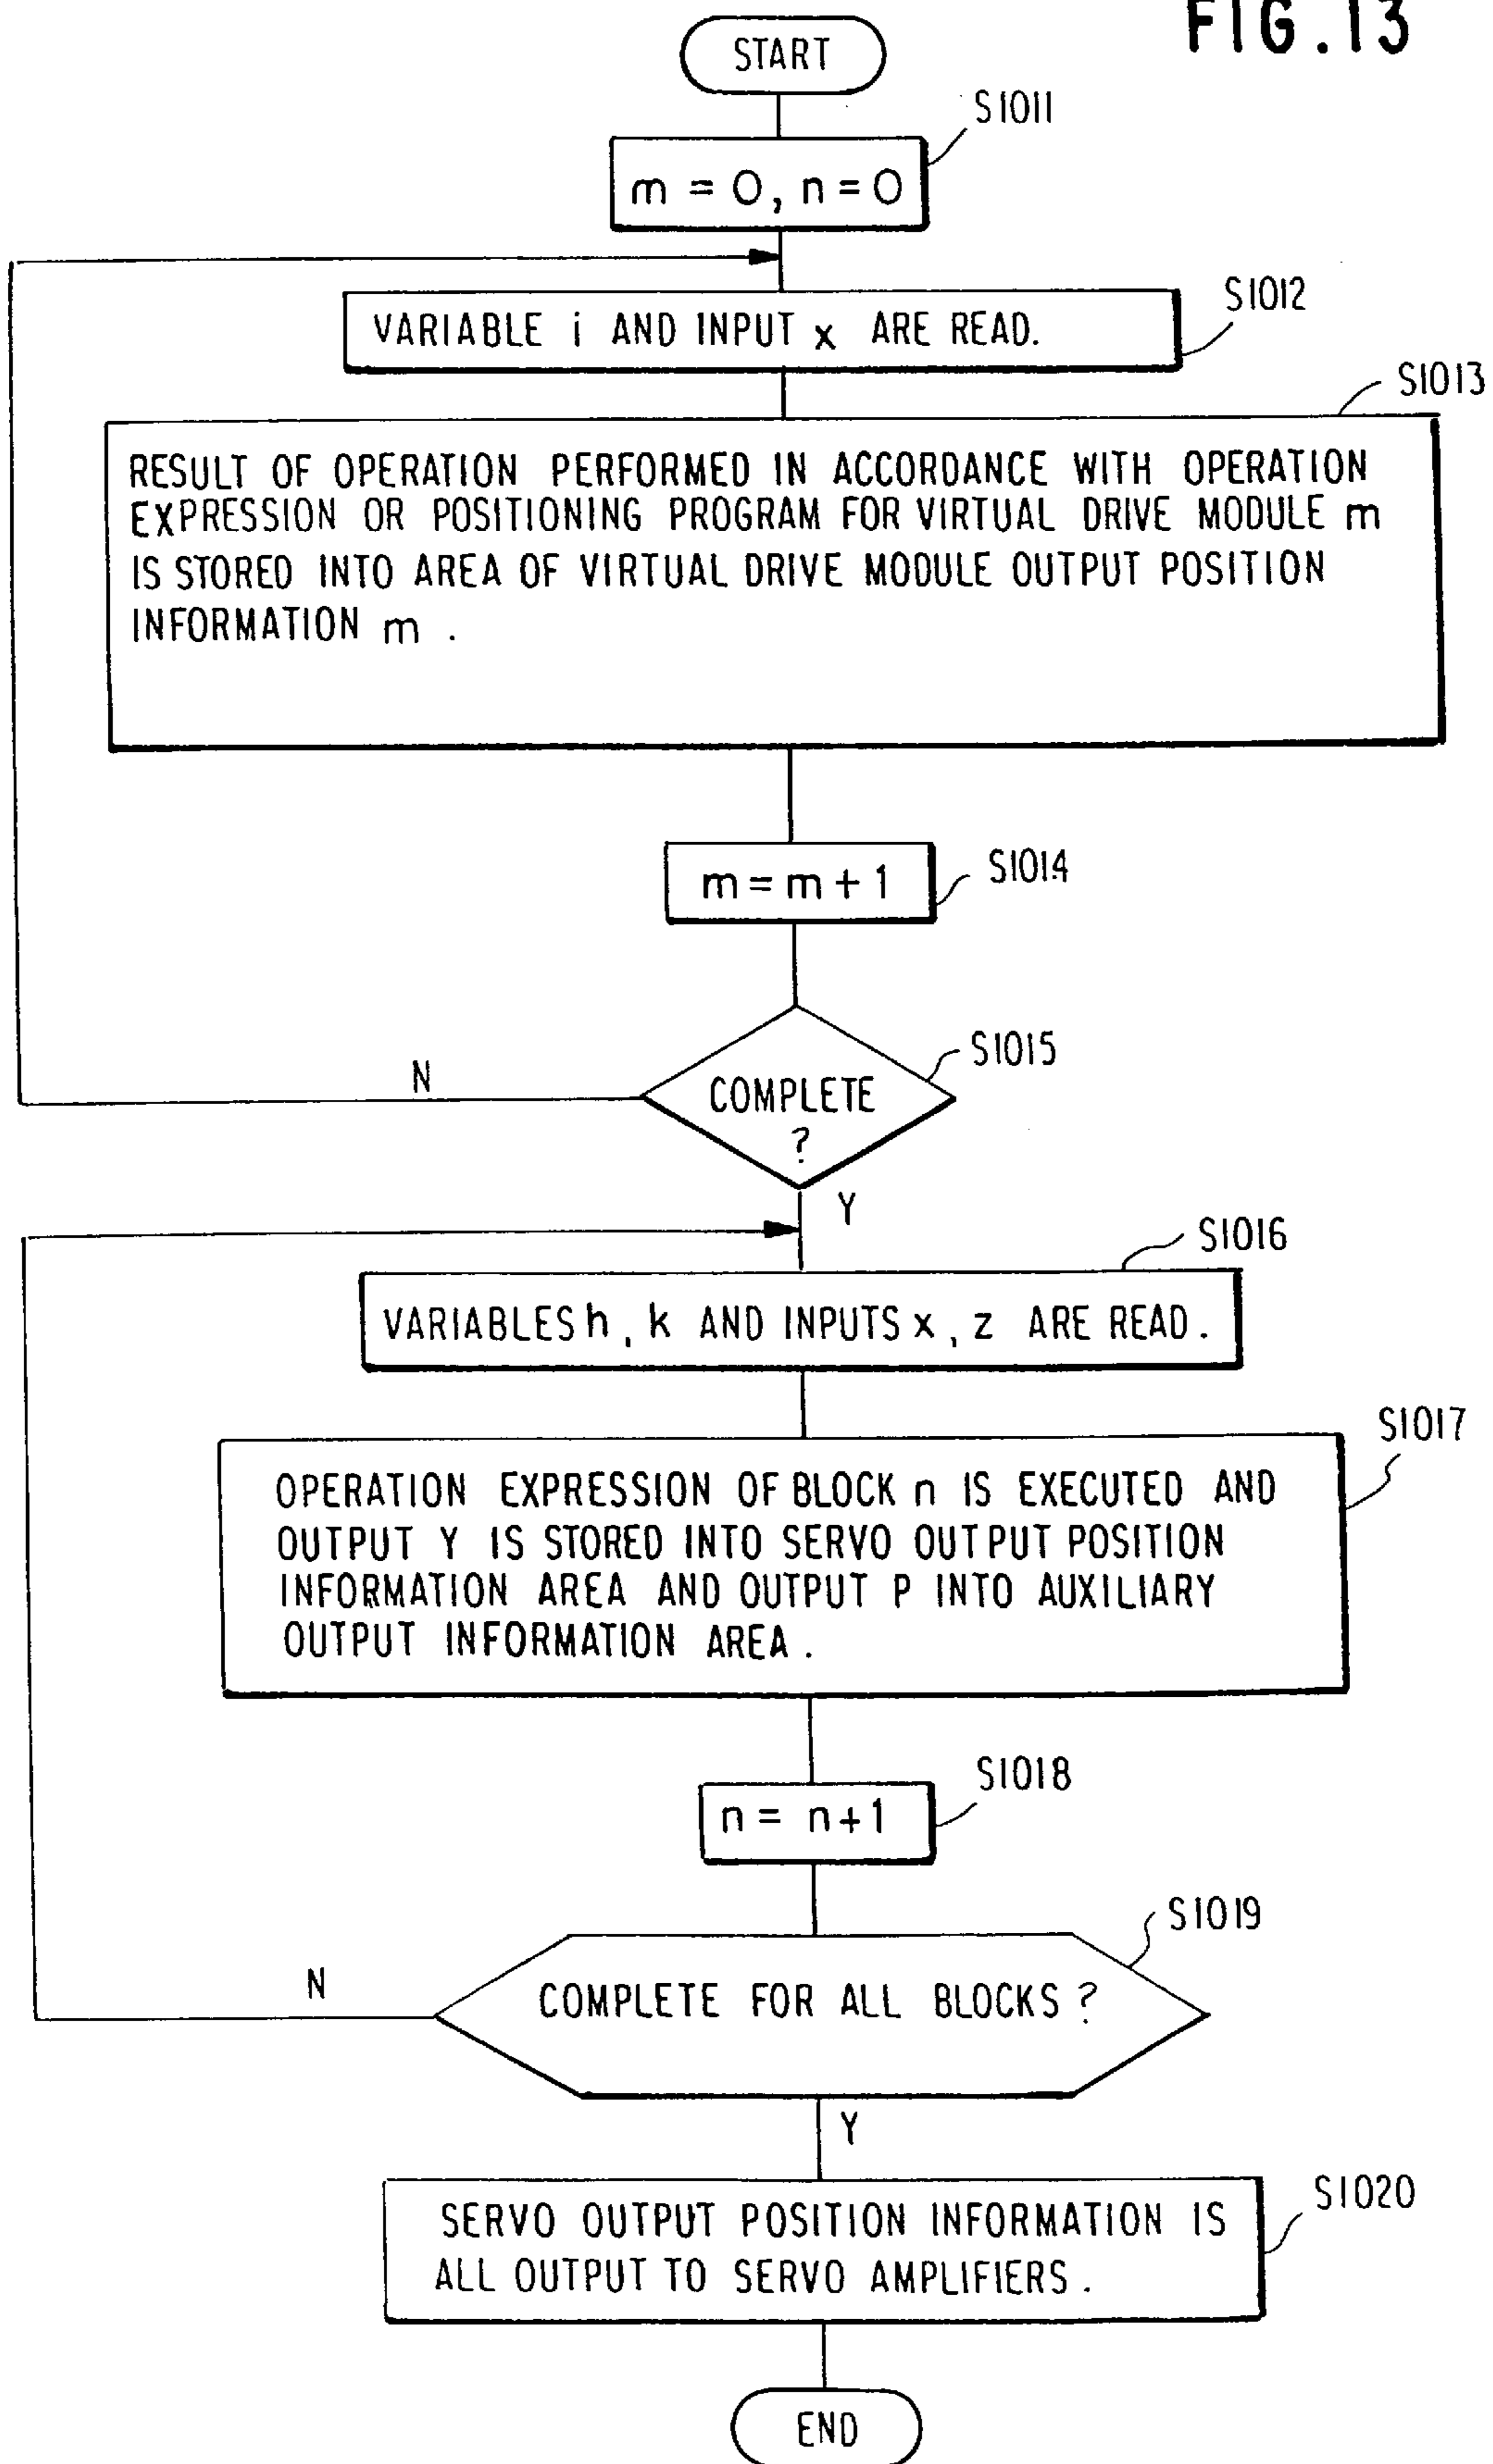 FIG.13
START
S1011
m = 0, n = 0
S1012
VARIABLE i AND INPUT x ARE READ.
S1013
RESULT OF OPERATION PERFORMED IN ACCORDANCE WITH OPERATION
EXPRESSION OR POSITIONING PROGRAM FOR VIRTUAL DRIVE MODULE m
IS STORED INTO AREA OF VIRTUAL DRIVE MODULE OUTPUT POSITION
INFORMATION m .
m = m + 1
S1014
S1015
N
COMPLETE
?
Y
S1016
VARIABLES h, k AND INPUTS x, z ARE READ.
S1017
OPERATION EXPRESSION OF BLOCK n IS EXECUTED AND
OUTPUT Y IS STORED INTO SERVO OUTPUT POSITION
INFORMATION AREA AND OUTPUT P INTO AUXILIARY
OUTPUT INFORMATION AREA.
S1018
n = n+1
S1019
N
COMPLETE FOR ALL BLOCKS ?
Y
S1020
SERVO OUTPUT POSITION INFORMATION IS
ALL OUTPUT TO SERVO AMPLIFIERS.
END